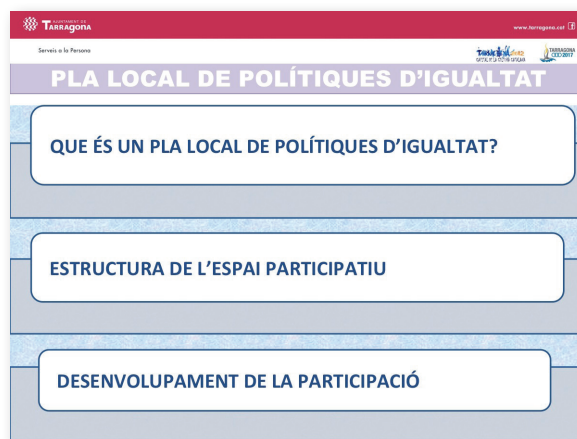 AJUNTAMENT DE
TARRAGONA
www.tarragona.cat
Serveis a la Persona
TARRAGONA
2017
PLA LOCAL DE POLÍTIQUES D'IGUALTAT
QUE ÉS UN PLA LOCAL DE POLÍTIQUES D'IGUALTAT?
ESTRUCTURA DE L'ESPAI PARTICIPATIU
DESENVOLUPAMENT DE LA PARTICIPACIÓ